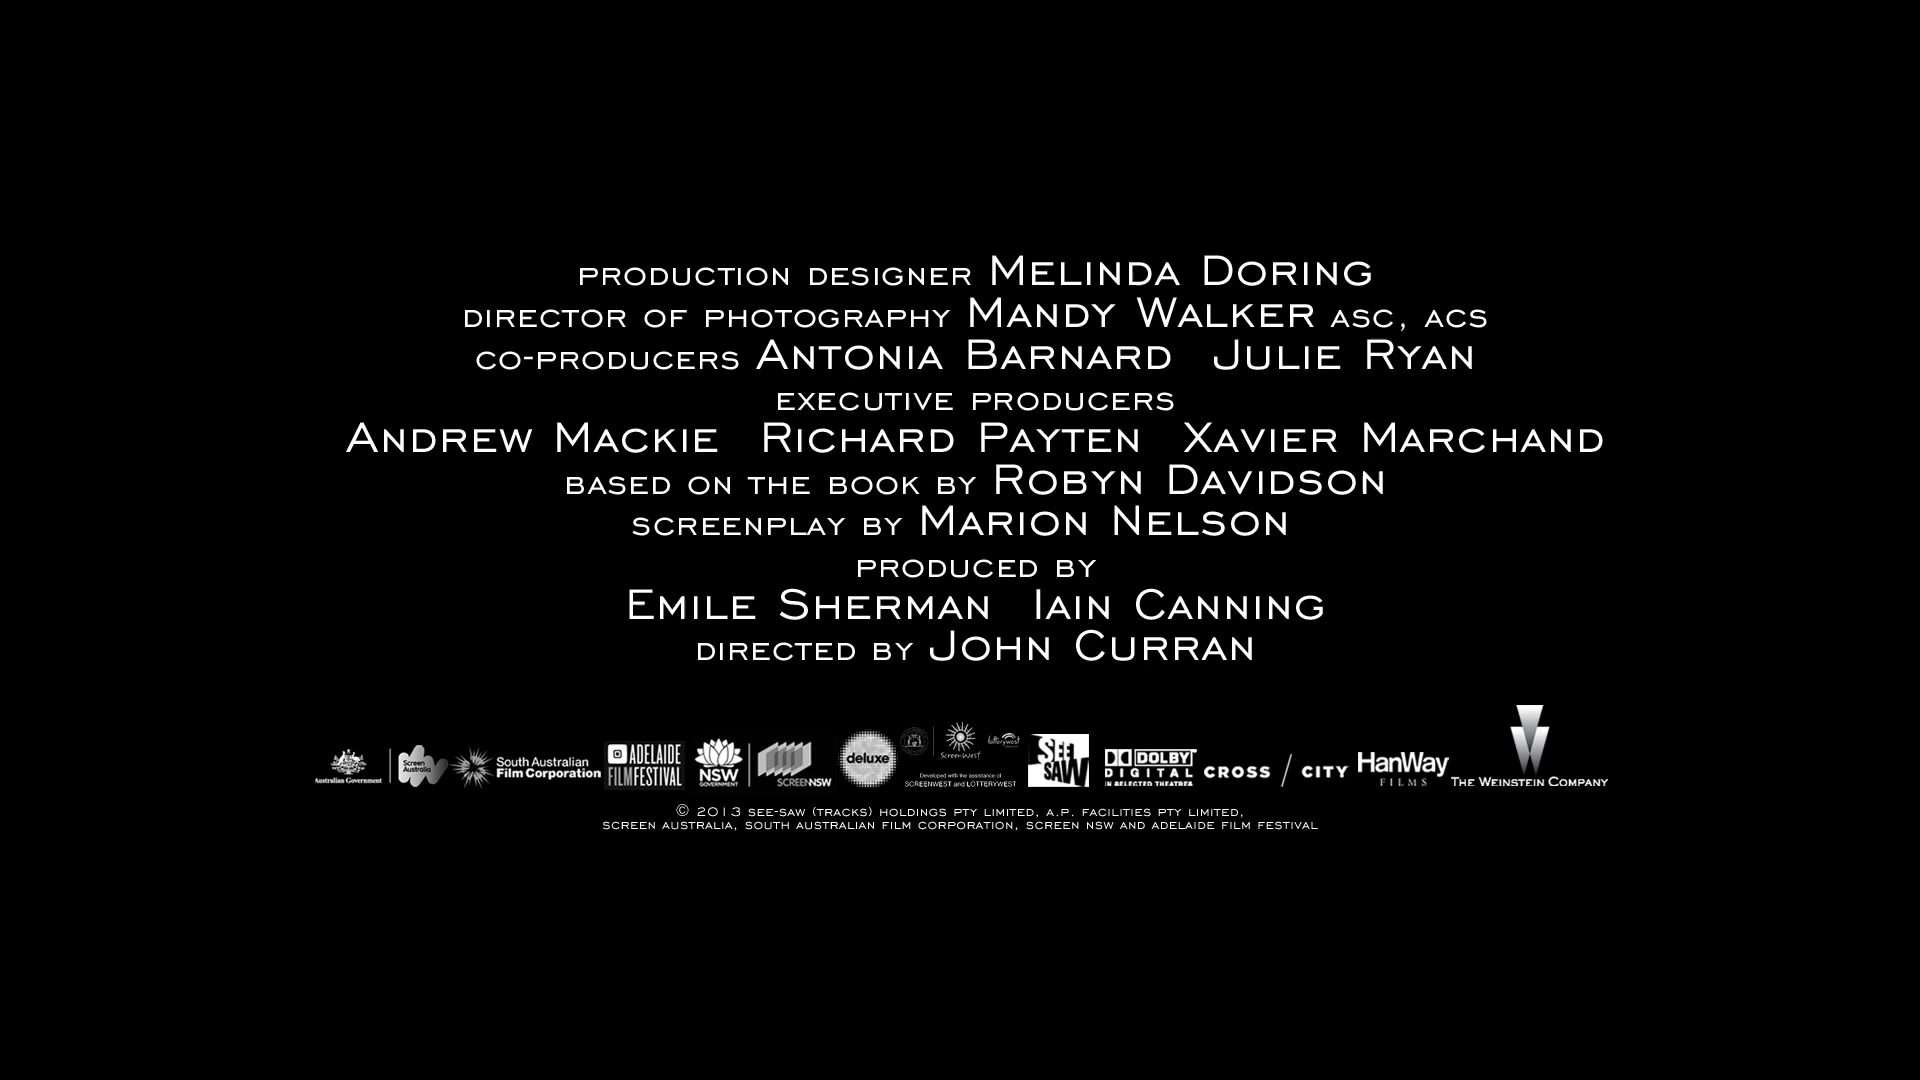 PRODUCTION DESIGNER MELINDA DORING
DIRECTOR OF PHOTOGRAPHY MANDY WALKER ASC, ACS
CO-PRODUCERS ANTONIA BARNARD JULIE RYAN
EXECUTIVE PRODUCERS
ANDREW MACKIE RICHARD PAYTEN XAVIER MARCHAND
BASED ON THE BOOK BY ROBYN DAVIDSON
SCREENPLAY BY MARION NELSON
PRODUCED BY
EMILE SHERMAN IAIN CANNING
DIRECTED BY JOHN CURRAN
Australian Government
Screen Australia
South Australian
Film Corporation
ADELAIDE
FILM FESTIVAL
NSW
GOVERNMENT
SCREENNSW
deluxe
ScreenWest
lotterywest
Developed with the assistance of
SCREENWEST and LOTTERYWEST
SEE
SAW
DOLBY
DIGITAL
IN SELECTED THEATRES
CROSS / CITY
HanWay
FILMS
THE WEINSTEIN COMPANY
© 2013 SEE-SAW (TRACKS) HOLDINGS PTY LIMITED, A.P. FACILITIES PTY LIMITED,
SCREEN AUSTRALIA, SOUTH AUSTRALIAN FILM CORPORATION, SCREEN NSW AND ADELAIDE FILM FESTIVAL